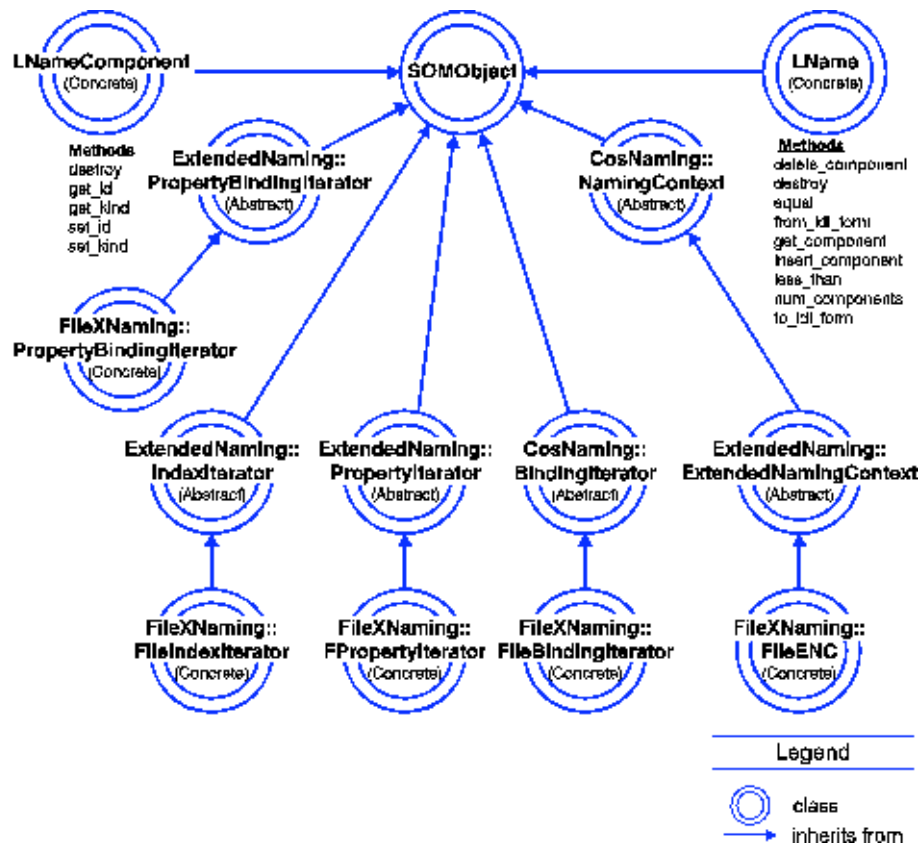 LNameComponent
(Concrete)
SOMObject
LName
(Concrete)
Methods
destroy
get_id
get_kind
set_id
set_kind
ExtendedNaming::
PropertyBindingIterator
(Abstract)
CosNaming::
NamingContext
(Abstract)
Methods
delete_component
destroy
equal
from_idl_form
get_component
insert_component
less_than
num_components
to_idl_form
FileXNaming::
PropertyBindingIterator
(Concrete)
ExtendedNaming::
IndexIterator
(Abstract)
ExtendedNaming::
PropertyIterator
(Abstract)
CosNaming::
BindingIterator
(Abstract)
ExtendedNaming::
ExtendedNamingContext
(Abstract)
FileXNaming::
FileIndexIterator
(Concrete)
FileXNaming::
FPropertyIterator
(Concrete)
FileXNaming::
FileBindingIterator
(Concrete)
FileXNaming::
FileENC
(Concrete)
Legend
class
inherits from